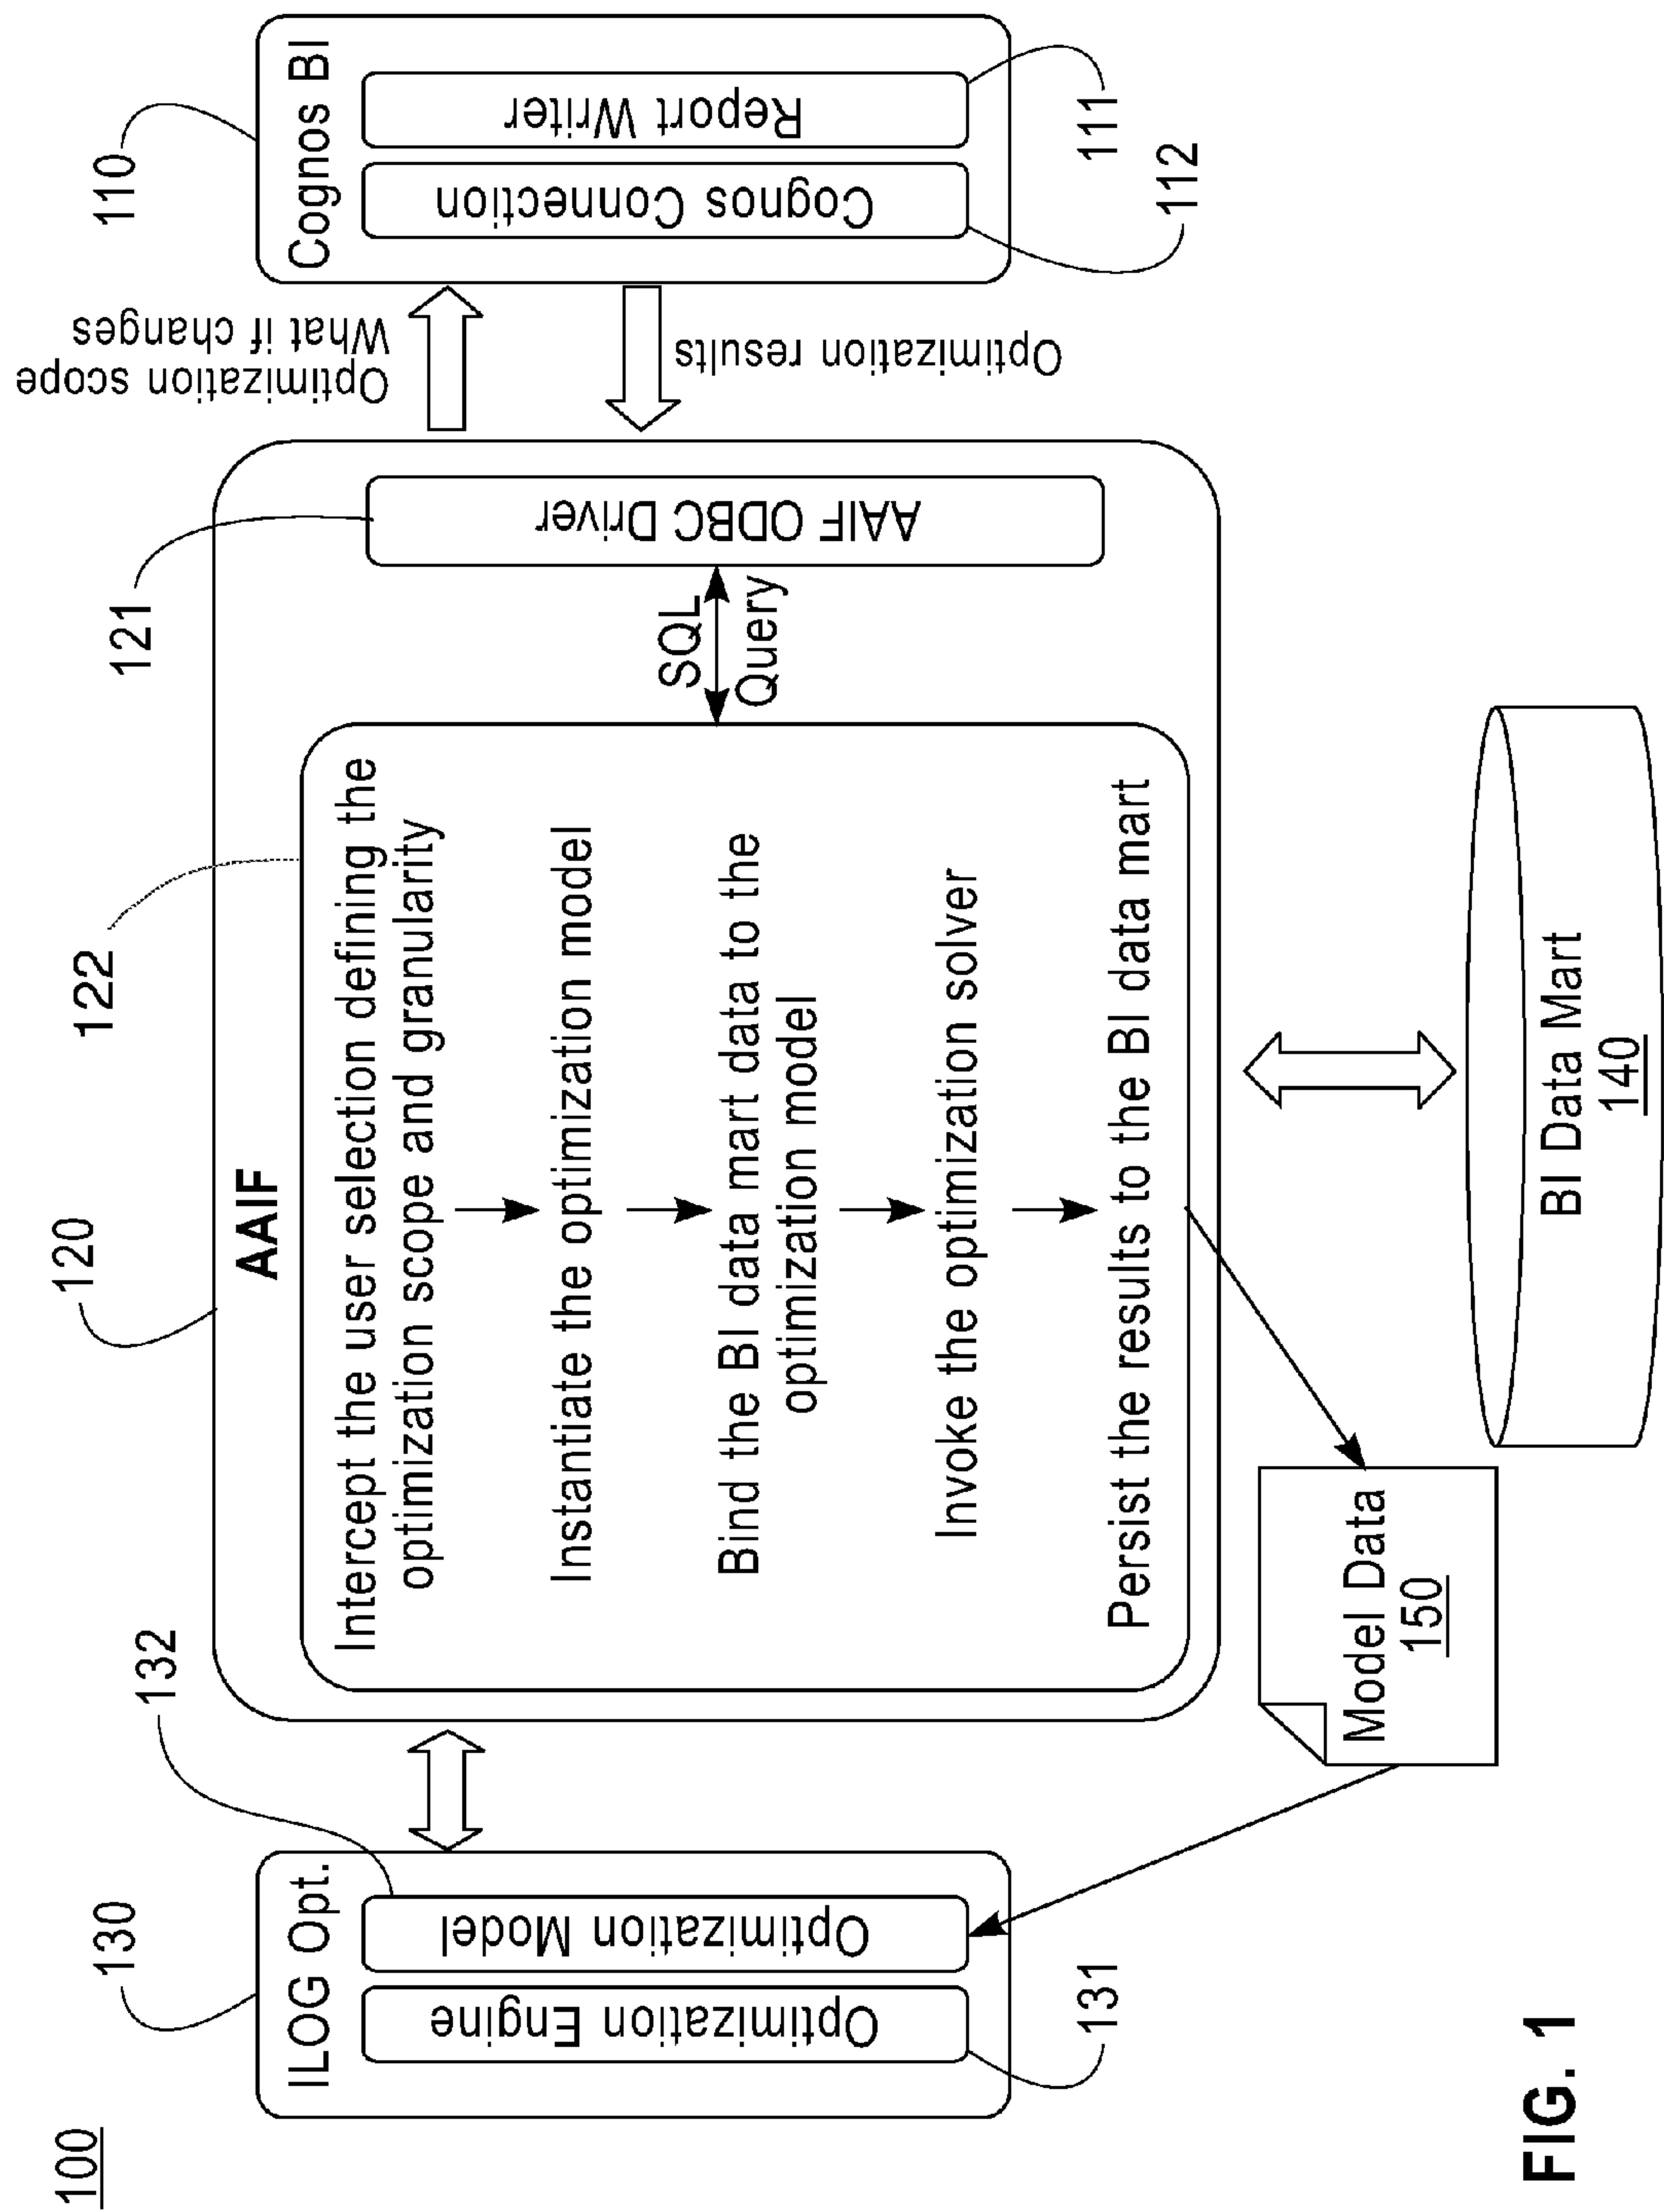 100
130
ILOG Opt.
Optimization Engine
Optimization Model
131
132
120
AAIF
122
Intercept the user selection defining the
optimization scope and granularity
Instantiate the optimization model
Bind the BI data mart data to the
optimization model
Invoke the optimization solver
Persist the results to the BI data mart
SQL
Query
121
AAIF ODBC Driver
Optimization scope
What if changes
Optimization results
110
Cognos BI
Cognos Connection
Report Writer
112
111
Model Data
150
BI Data Mart
140
FIG. 1